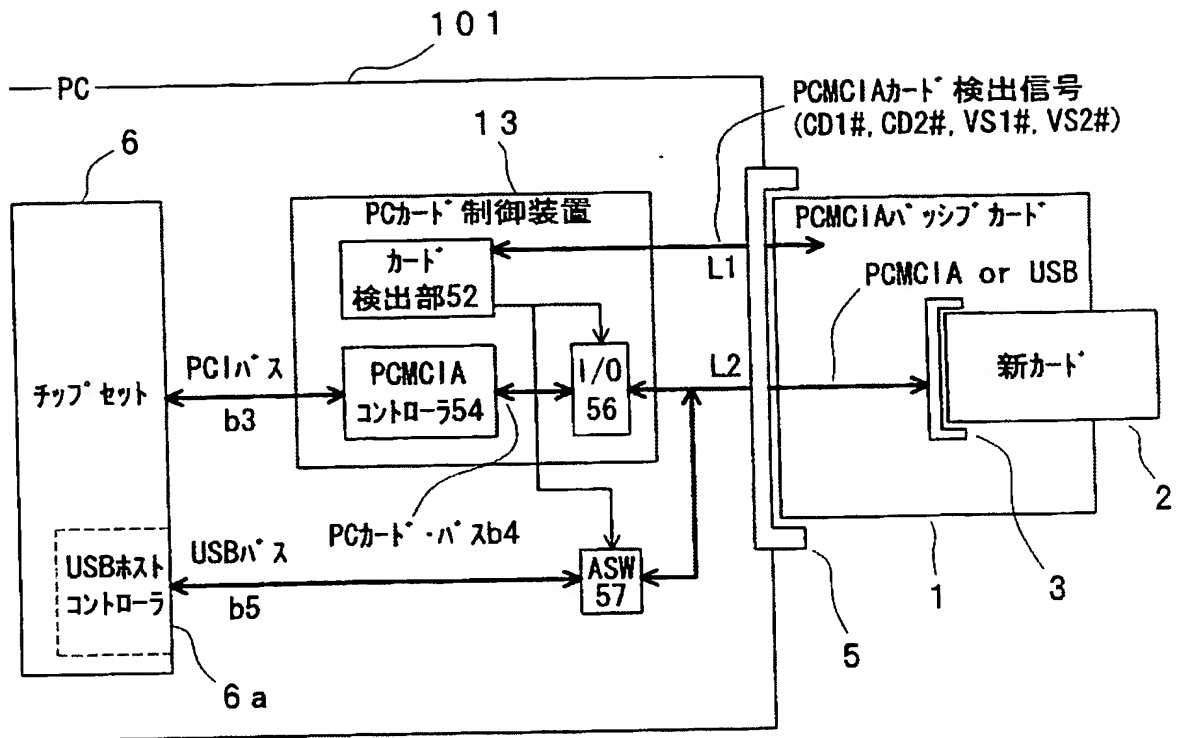 101
PC
PCMCIAカード検出信号
(CD1#, CD2#, VS1#, VS2#)
6
13
PCカード制御装置
PCMCIAパッシブカード
カード
検出部52
L1
PCMCIA or USB
PCIバス
b3
チップセット
PCMCIA
コントローラ54
I/O
56
L2
新カード
2
PCカード・バスb4
USBバス
b5
USBホスト
コントローラ
ASW
57
1
3
5
6a